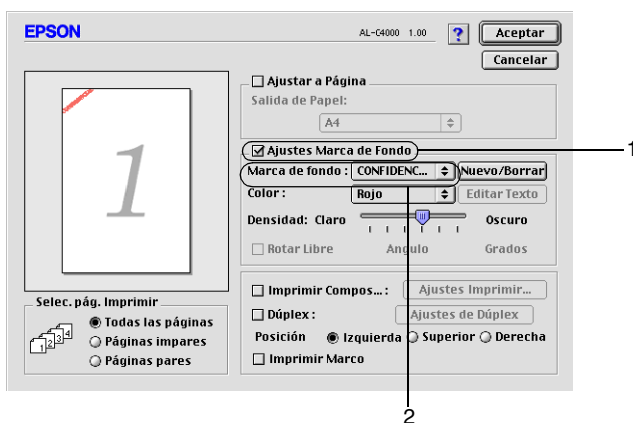 EPSON AL-C4000 1.00 ? Aceptar
Cancelar
Ajustar a Página
Salida de Papel:
A4
Ajustes Marca de Fondo 1
Marca de fondo : CONFIDENC... Nuevo/Borrar
Color : Rojo Editar Texto
Densidad: Claro Oscuro
Rotar Libre Angulo Grados
1
Imprimir Compos...: Ajustes Imprimir...
Dúplex : Ajustes de Dúplex
Posición Izquierda Superior Derecha
Imprimir Marco
Selec. pág. Imprimir
1 2 3 4
Todas las páginas
Páginas impares
Páginas pares
2